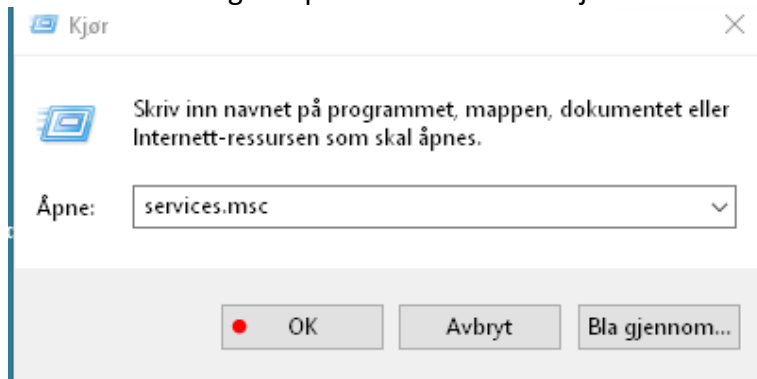 Kjør
Skriv inn navnet på programmet, mappen, dokumentet eller
Internett-ressursen som skal åpnes.
Åpne: services.msc
OK Avbryt Bla gjennom...